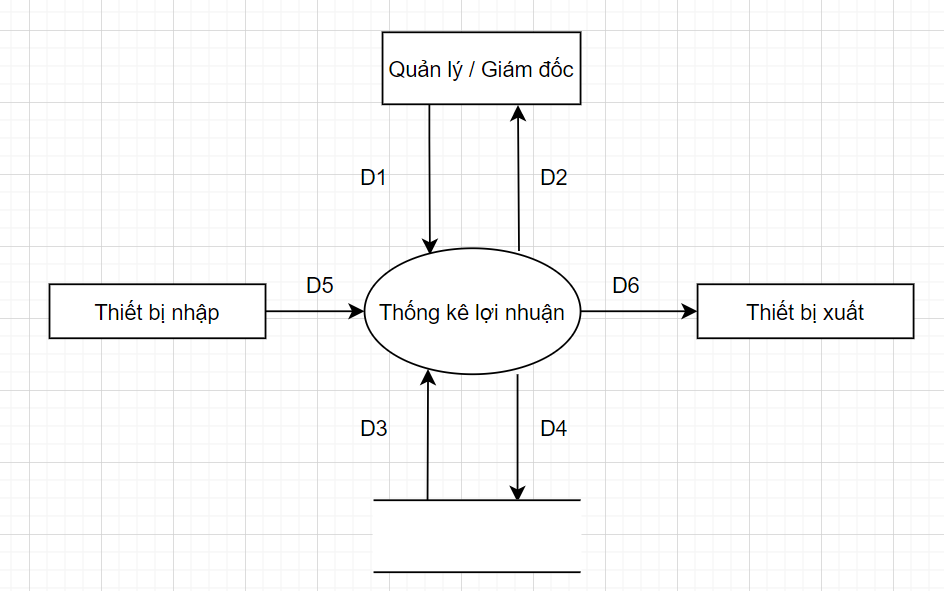 Quản lý / Giám đốc
D1
D2
D5
D6
Thiết bị nhập
Thống kê lợi nhuận
Thiết bị xuất
D3
D4